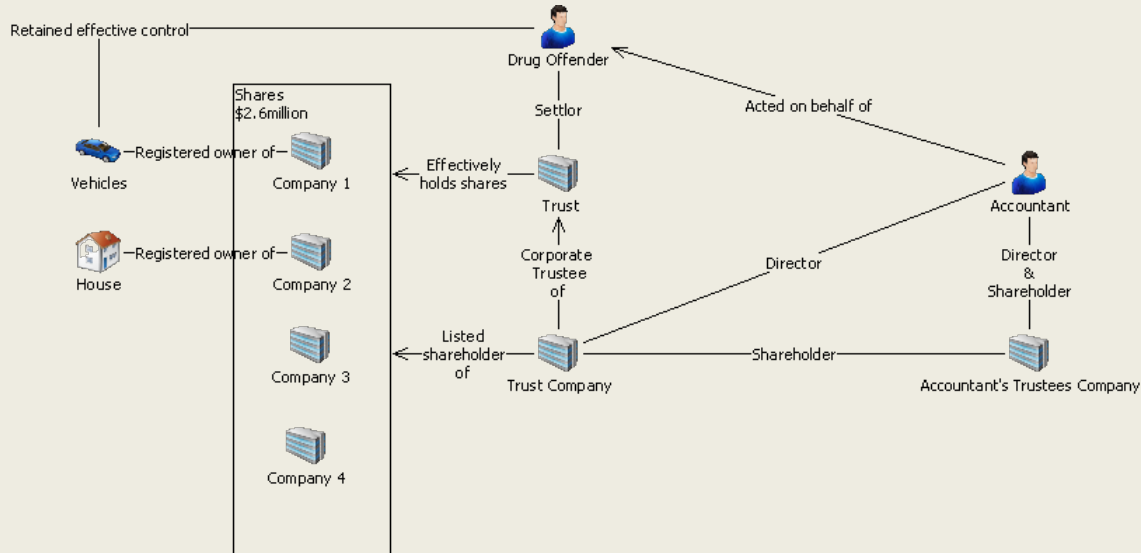 Retained effective control
Drug Offender
Shares
$2.6million
Settlor
Acted on behalf of
Registered owner of
Vehicles
Company 1
Effectively
holds shares
Trust
Accountant
Registered owner of
House
Company 2
Corporate
Trustee
of
Director
Director
&
Shareholder
Company 3
Listed
shareholder
of
Trust Company
Shareholder
Accountant's Trustees Company
Company 4